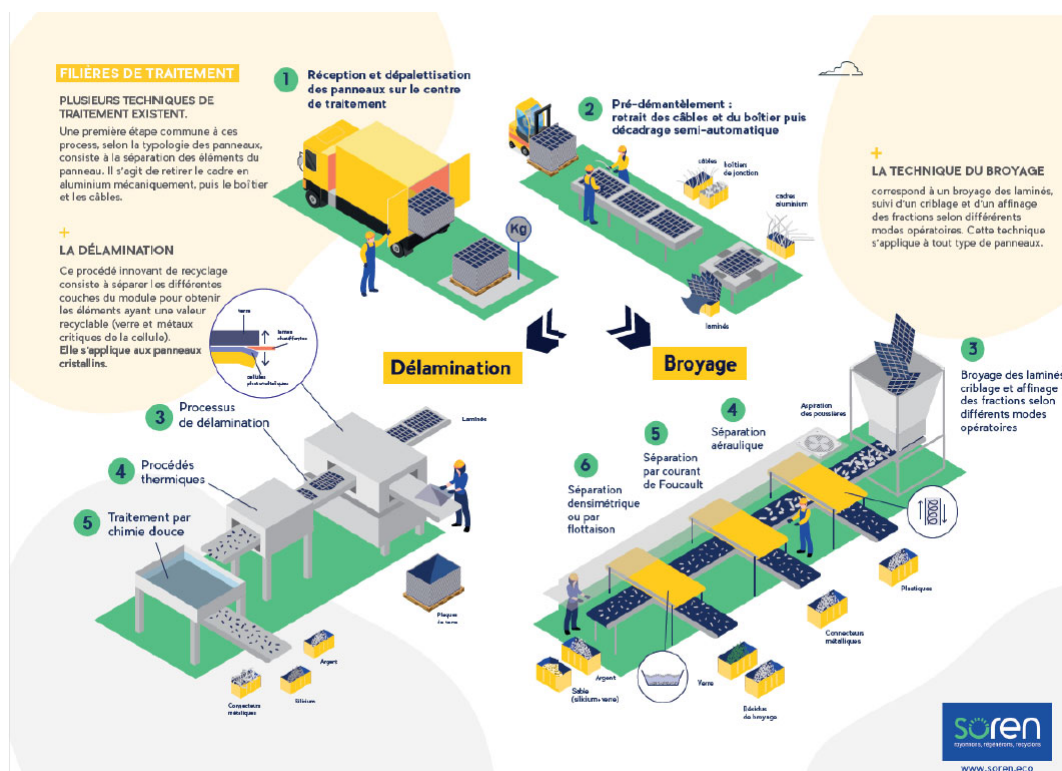 FILIÈRES DE TRAITEMENT
PLUSIEURS TECHNIQUES DE
TRAITEMENT EXISTENT.
Une première étape commune à ces
process, selon la typologie des panneaux,
consiste à la séparation des éléments du
panneau. Il s'agit de retirer le cadre en
aluminium mécaniquement, puis le boîtier
et les câbles.
LA DÉLAMINATION
Ce procédé innovant de recyclage
consiste à séparer les différentes
couches du module pour obtenir
les éléments ayant une valeur
recyclable (verre et métaux
critiques de la cellule).
Elle s'applique aux panneaux
cristallins.
1
Réception et dépalettisation
des panneaux sur le centre
de traitement
Kg
2
Pré-démantèlement :
retrait des câbles et du boîtier puis
décadrage semi-automatique
câbles
boîtier
de jonction
cadres
aluminium
laminés
LA TECHNIQUE DU BROYAGE
correspond à un broyage des laminés,
suivi d'un criblage et d'un affinage
des fractions selon différérents
modes opératoires. Cette technique
s'applique à tout type de panneaux.
Délamination
Broyage
lames
chauffantes
cellules
photovoltaïques
3
Processus
de délamination
Laminés
4
Procédés
thermiques
5
Traitement par
chimie douce
Plaques
de verre
Argent
Silicium
Connecteurs
métalliques
3
Broyage des laminés
criblage et affinage
des fractions selon
différents modes
opératoires
Aspiration
des poussières
4
Séparation
aéraulique
5
Séparation
par courant
de Foucault
6
Séparation
densimétrique
ou par
flottaison
Plastiques
Connecteurs
métalliques
Verre
Résidus
de broyage
Argent
Sable
(silicium+verre)
soren
rayonnons, régénérons, recyclons
www.soren.eco